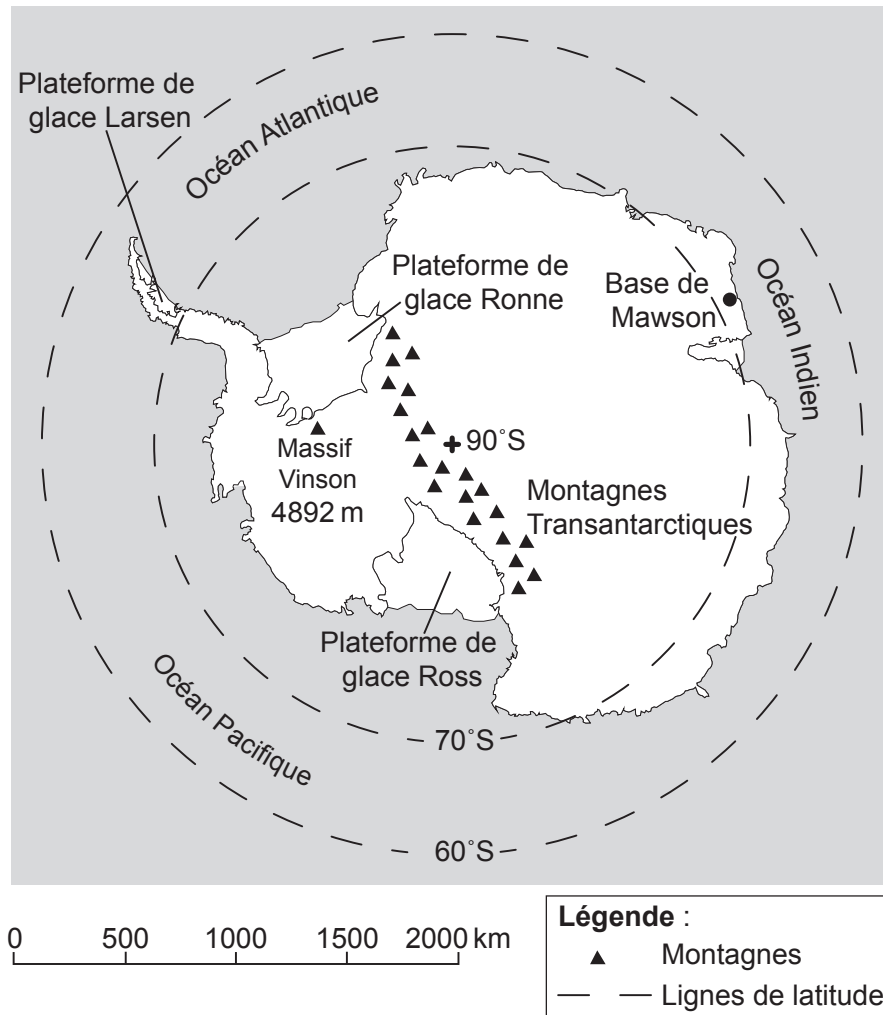 Plateforme de
glace Larsen
Océan Atlantique
Plateforme de
glace Ronne
Base de
Mawson
Océan Indien
90°S
Massif
Vinson
4892 m
Montagnes
Transantarctiques
Plateforme de
glace Ross
Océan Pacifique
70°S
60°S
0 500 1000 1500 2000 km
Légende :
Montagnes
Lignes de latitude